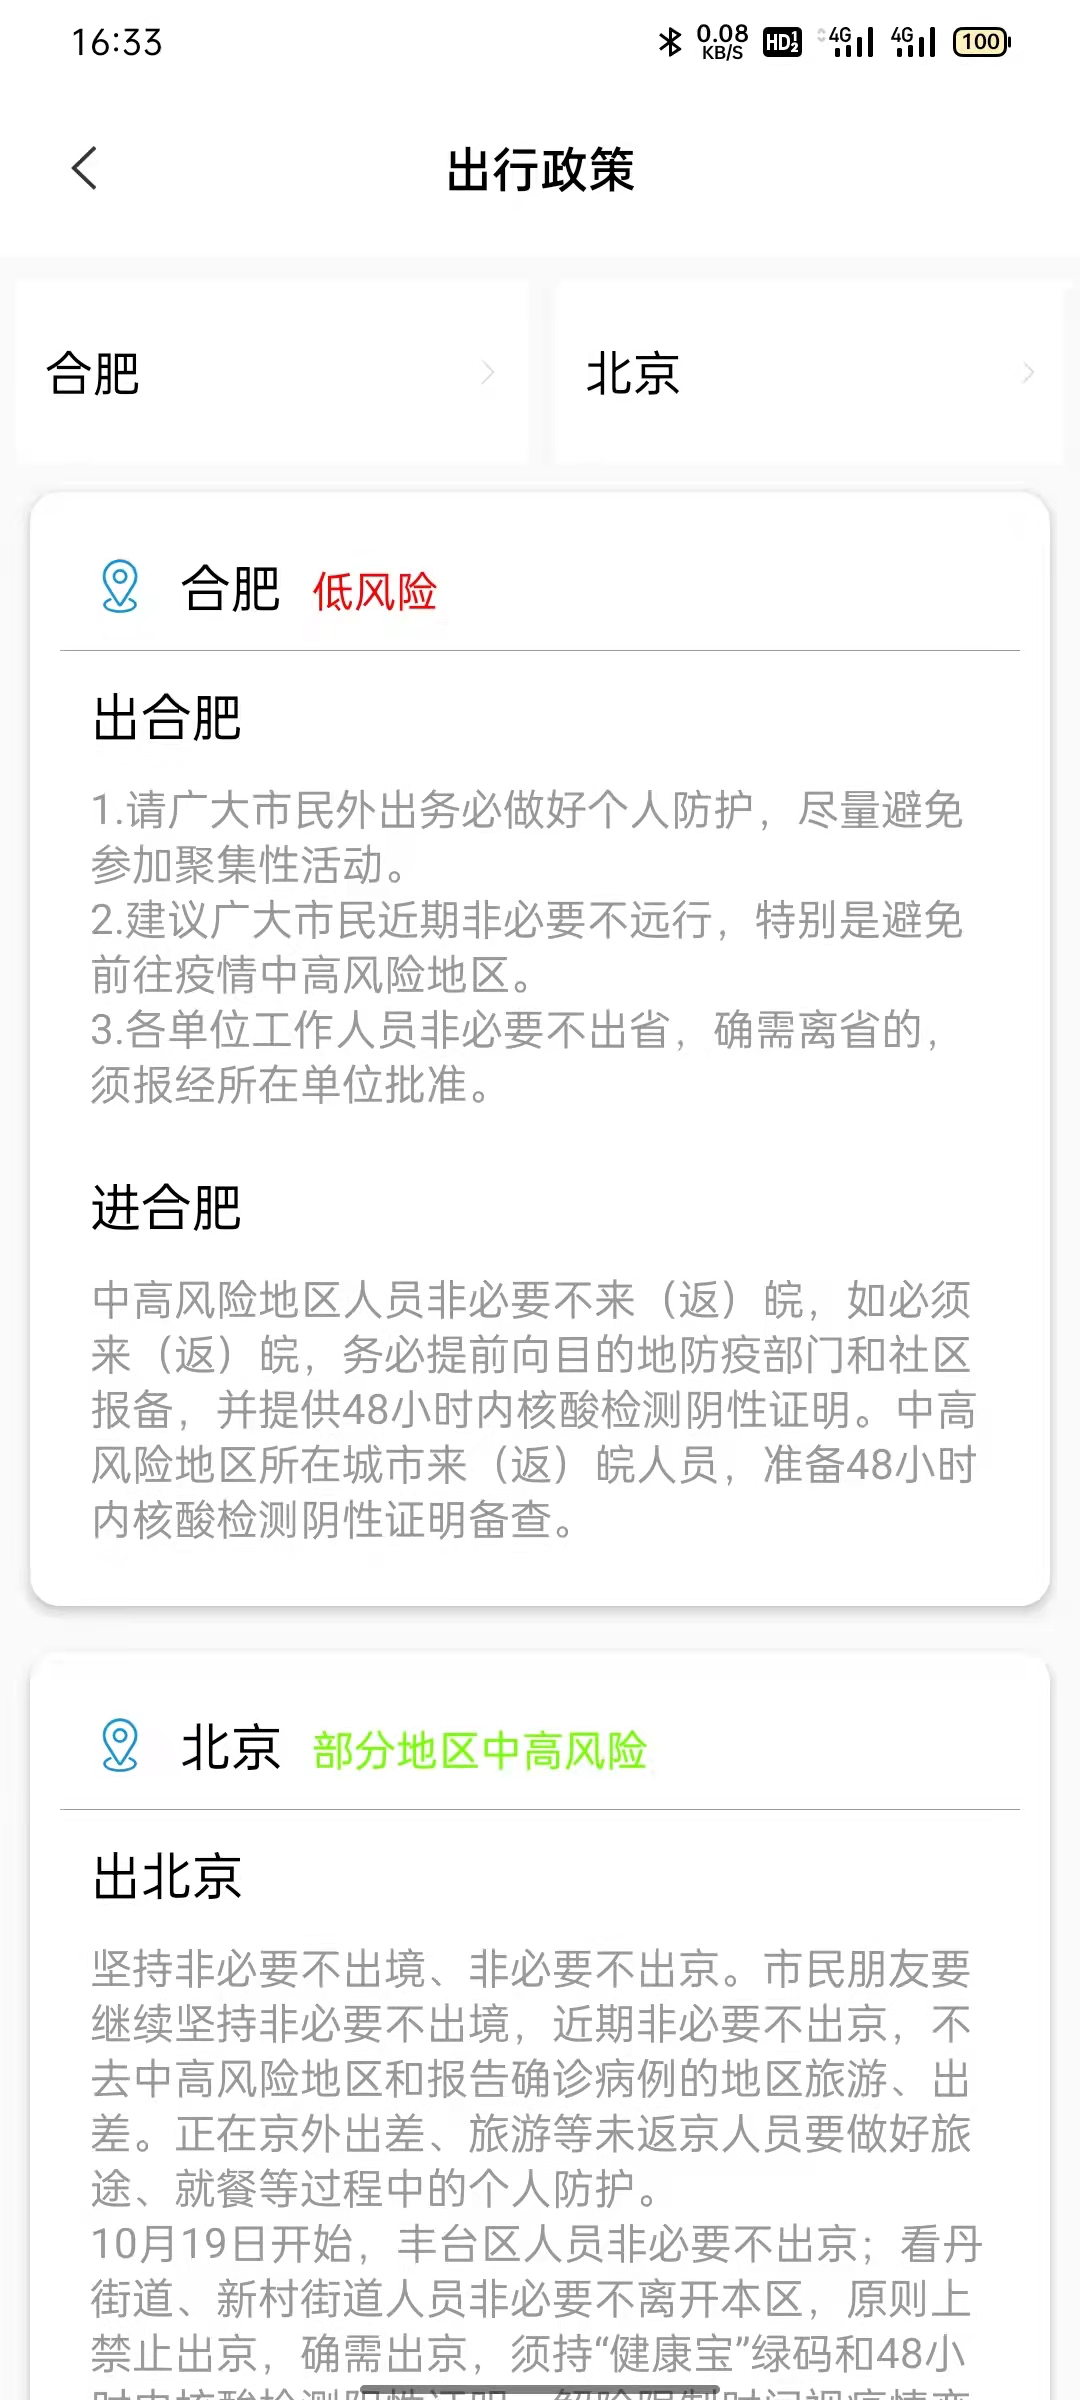 16:33
0.08
KB/S
HD 1 2
4G
4G
100
出行政策
合肥
北京
合肥 低风险
出合肥
1.请广大市民外出务必做好个人防护，尽量避免
参加聚集性活动。
2.建议广大市民近期非必要不远行，特别是避免
前往疫情中高风险地区。
3.各单位工作人员非必要不出省，确需离省的，
须报经所在单位批准。
进合肥
中高风险地区人员非必要不来（返）皖，如必须
来（返）皖，务必提前向目的地防疫部门和社区
报备，并提供48小时内核酸检测阴性证明。中高
风险地区所在城市来（返）皖人员，准备48小时
内核酸检测阴性证明备查。
北京 部分地区中高风险
出北京
坚持非必要不出境、非必要不出京。市民朋友要
继续坚持非必要不出境，近期非必要不出京，不
去中高风险地区和报告确诊病例的地区旅游、出
差。正在京外出差、旅游等未返京人员要做好旅
途、就餐等过程中的个人防护。
10月19日开始，丰台区人员非必要不出京；看丹
街道、新村街道人员非必要不离开本区，原则上
禁止出京，确需出京，须持“健康宝”绿码和48小